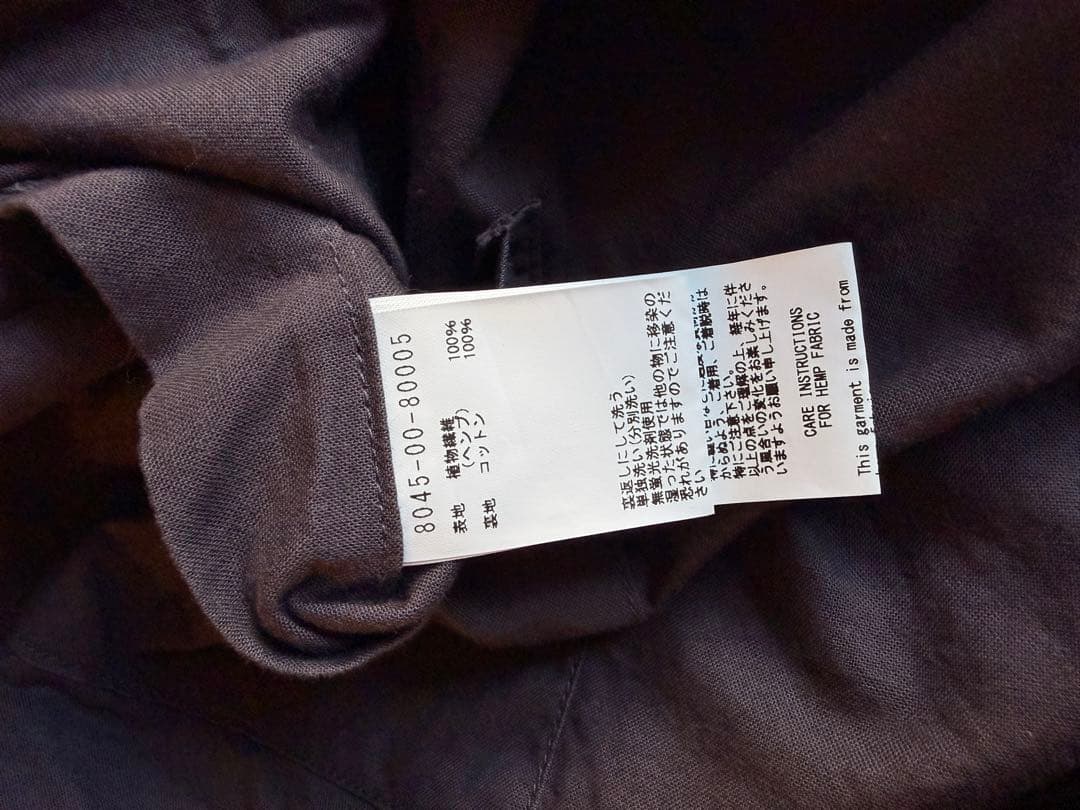 8045-00-80005
表地 植物繊維 100%
(ヘンプ)
裏地 コットン 100%
裏返しにして洗う
単独洗い(分別洗い)
無蛍光洗剤使用
湿った状態では他の物に移染の
恐れがありますのでご注意くだ
さい
からぬよう、ご着用、ご着脱時は
特にご注意下さい。
以上の点をご理解の上、経年に伴
う風合いの変化をお楽しみくださ
いますようお願い申し上げます。
CARE INSTRUCTIONS
FOR HEMP FABRIC
This garment is made from